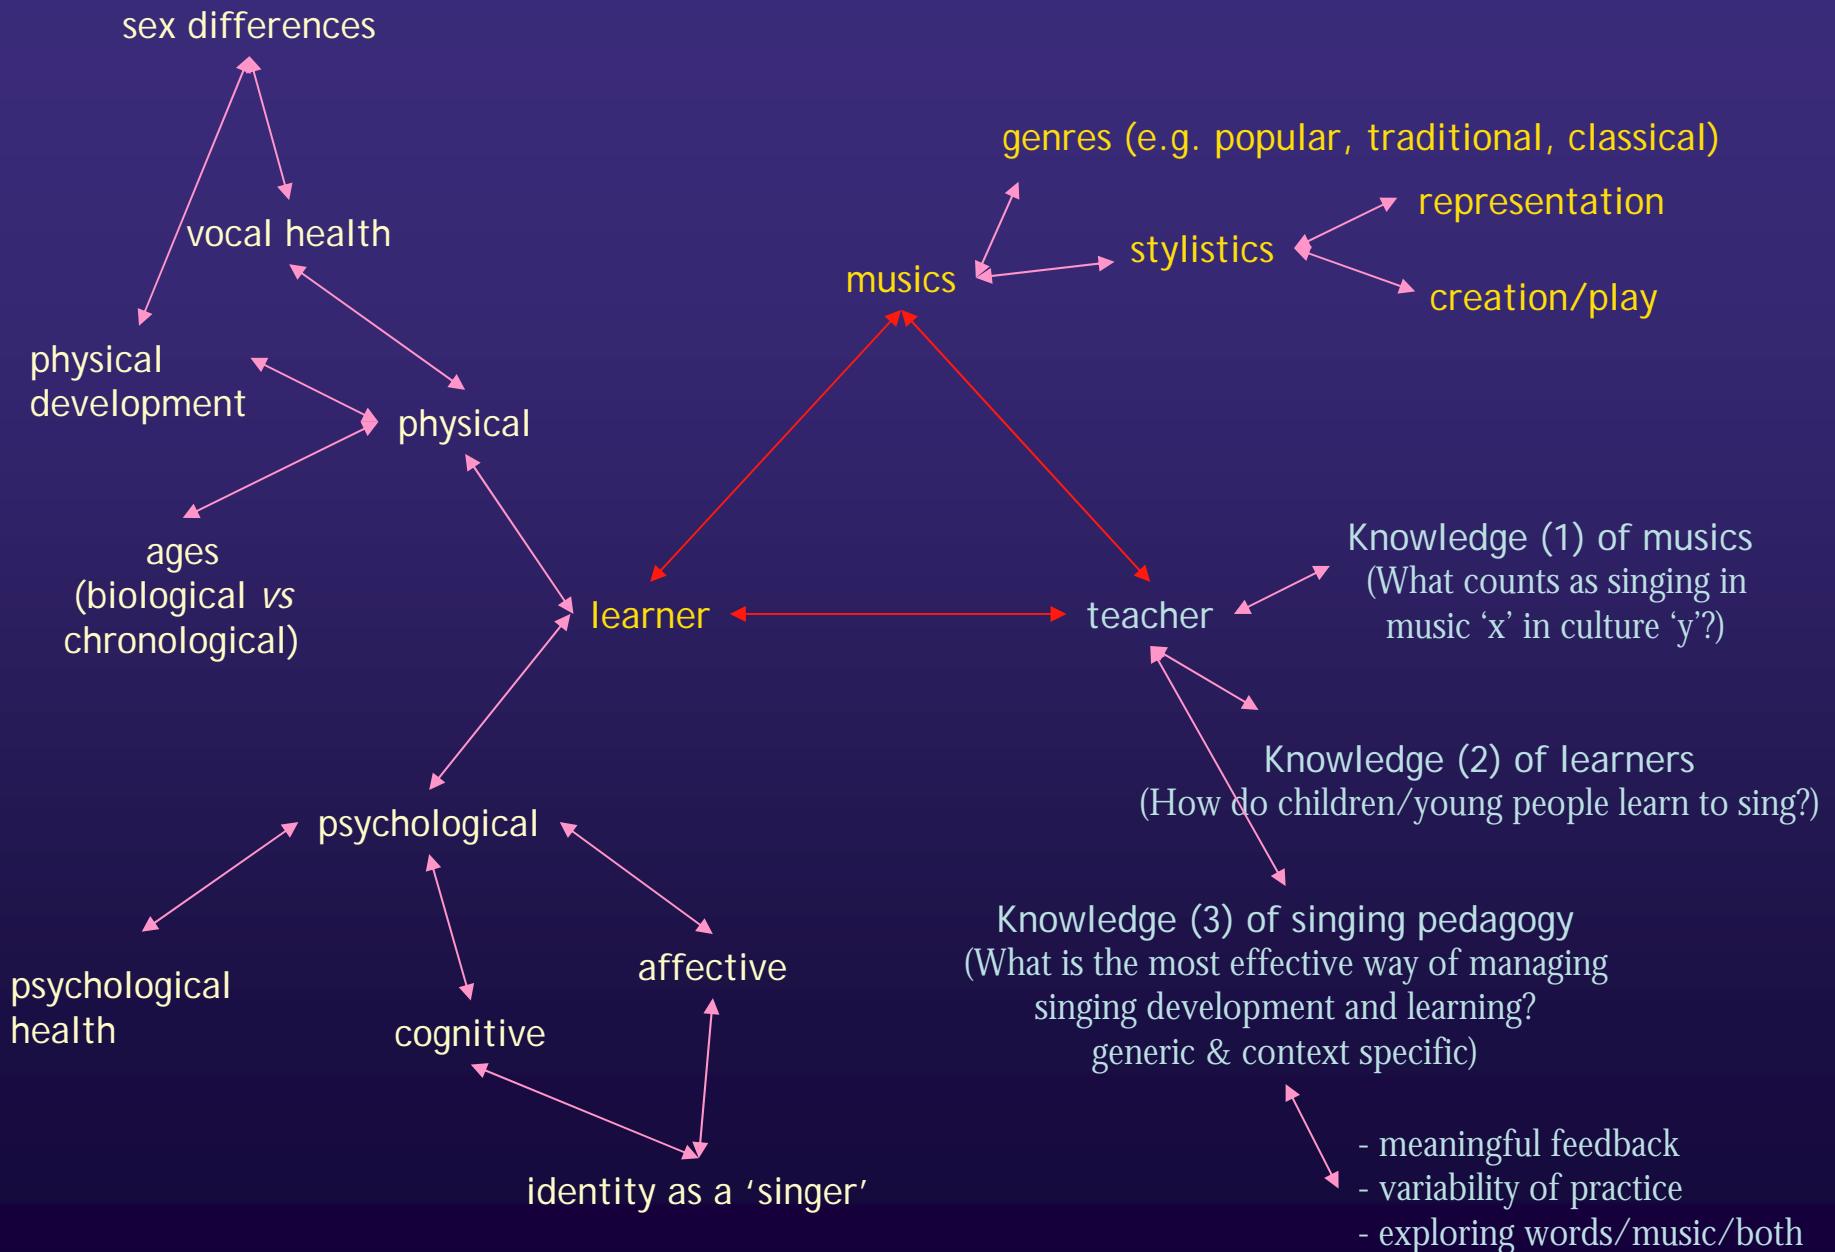 sex differences
genres (e.g. popular, traditional, classical)
representation
vocal health
stylistics
musics
creation/play
physical
development
physical
ages
(biological vs
chronological)
Knowledge (1) of musics
(What counts as singing in
music ‘x’ in culture ‘y’?)
learner
teacher
Knowledge (2) of learners
(How do children/young people learn to sing?)
psychological
Knowledge (3) of singing pedagogy
(What is the most effective way of managing
singing development and learning?
generic & context specific)
affective
psychological
health
cognitive
identity as a ‘singer’
- meaningful feedback
- variability of practice
- exploring words/music/both